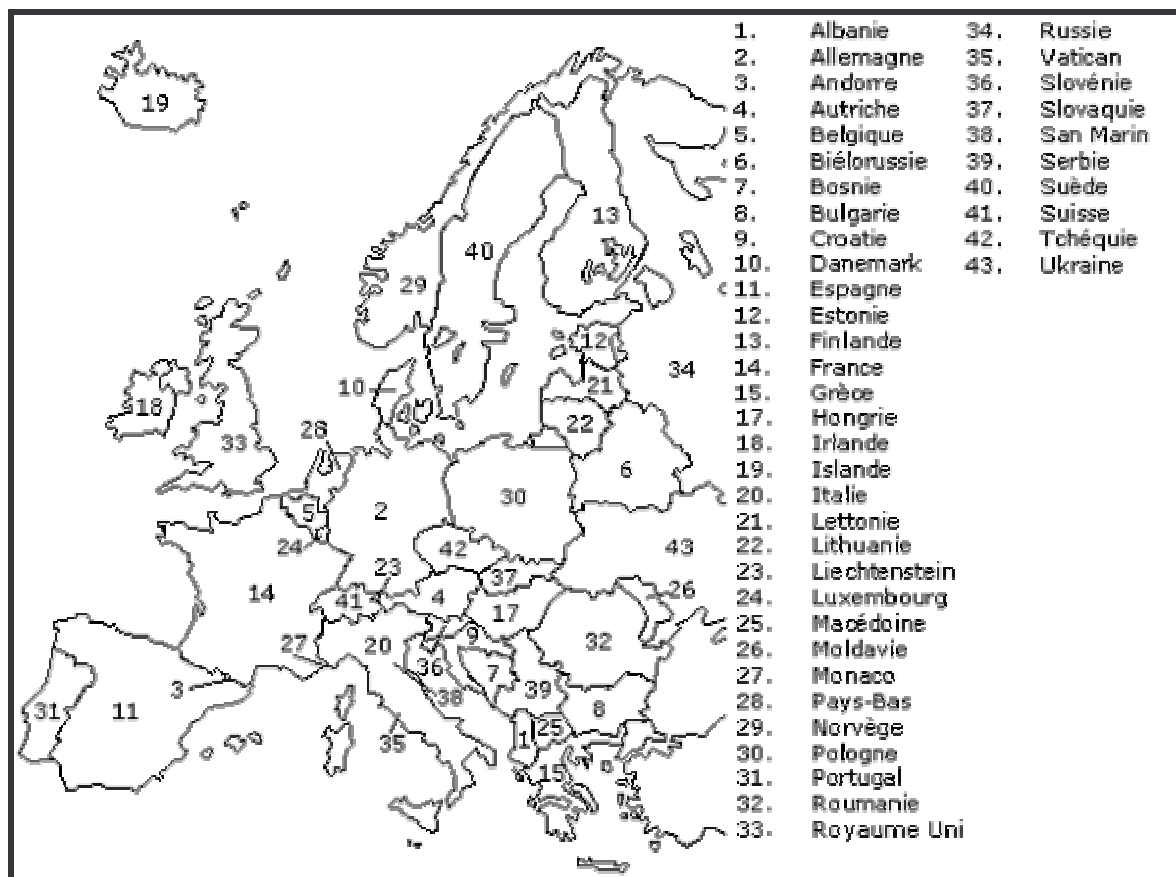 1. Albanie
2. Allemagne
3. Andorre
4. Autriche
5. Belgique
6. Biélorussie
7. Bosnie
8. Bulgarie
9. Croatie
10. Danemark
11. Espagne
12. Estonie
13. Finlande
14. France
15. Grèce
17. Hongrie
18. Irlande
19. Islande
20. Italie
21. Lettonie
22. Lithuanie
23. Liechtenstein
24. Luxembourg
25. Macédoine
26. Moldavie
27. Monaco
28. Pays-Bas
29. Norvège
30. Pologne
31. Portugal
32. Roumanie
33. Royaume Uni
34. Russie
35. Vatican
36. Slovénie
37. Slovaquie
38. San Marin
39. Serbie
40. Suède
41. Suisse
42. Tchéquie
43. Ukraine
19
13
40
29
12
34
10
21
18
22
28
33
6
30
5
2
24
42
43
23
37
14
41
4
26
17
27
20
9
32
36
7
3
38
39
31
11
8
25
35
1
15